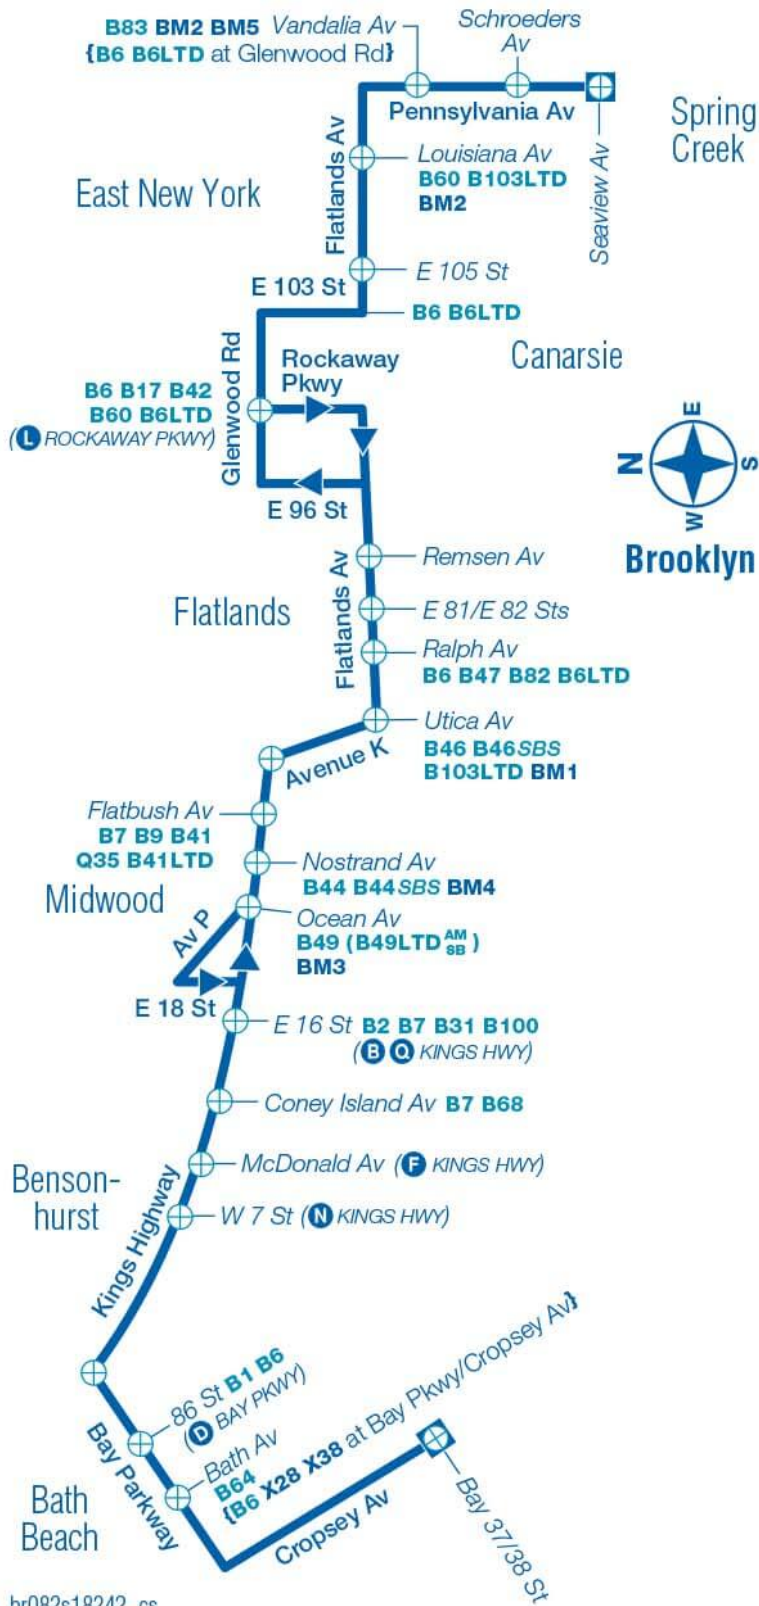 B83 BM2 BM5 Vandalia Av
{B6 B6LTD at Glenwood Rd}
Schroeders
Av
Pennsylvania Av
Spring
Creek
Seaview Av
Flatlands Av
Louisiana Av
B60 B103LTD
BM2
East New York
E 105 St
E 103 St
B6 B6LTD
Canarsie
Glenwood Rd
Rockaway
Pkwy
B6 B17 B42
B60 B6LTD
(L ROCKAWAY PKWY)
E 96 St
E
N
S
W
Brooklyn
Flatlands Av
Remsen Av
Flatlands
E 81/E 82 Sts
Ralph Av
B6 B47 B82 B6LTD
Utica Av
B46 B46SBS
B103LTD BM1
Avenue K
Flatbush Av
B7 B9 B41
Q35 B41LTD
Nostrand Av
B44 B44SBS BM4
Midwood
Av P
Ocean Av
B49 (B49LTD AM SB)
BM3
E 18 St
E 16 St B2 B7 B31 B100
(B Q KINGS HWY)
Coney Island Av B7 B68
McDonald Av (F KINGS HWY)
Benson-
hurst
W 7 St (N KINGS HWY)
Kings Highway
86 St B1 B6
(D BAY PKWY)
Bay Parkway
Bath Av
B64
{B6 X28 X38 at Bay Pkwy/Cropsey Av}
Bath
Beach
Cropsey Av
Bay 37/38 St